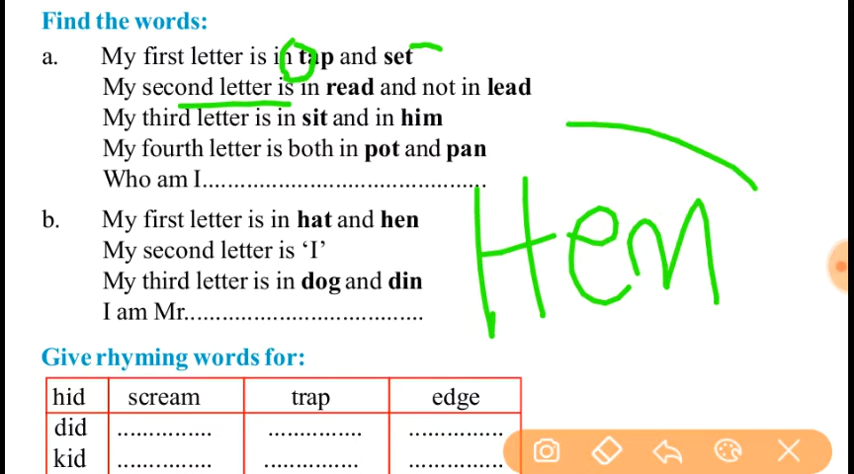 Find the words:
a. My first letter is in tap and set
My second letter is in read and not in lead
My third letter is in sit and in him
My fourth letter is both in pot and pan
Who am I................................................
b. My first letter is in hat and hen
My second letter is ‘I’
My third letter is in dog and din
I am Mr.......................................
Hen
Give rhyming words for:
hid scream trap edge
did ............... ............... ...............
kid ............... ............... ...............